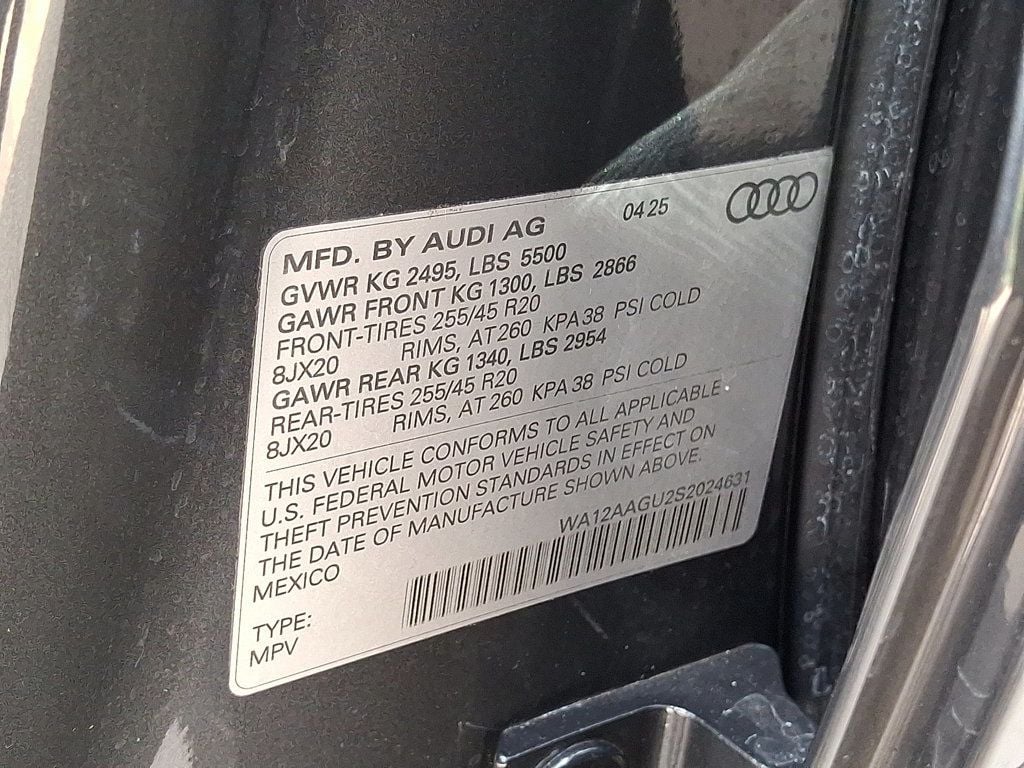 MFD. BY AUDI AG 04 25
GVWR KG 2495, LBS 5500
GAWR FRONT KG 1300, LBS 2866
FRONT-TIRES 255/45 R20
8JX20 RIMS, AT 260 KPA 38 PSI COLD
GAWR REAR KG 1340, LBS 2954
REAR-TIRES 255/45 R20
8JX20 RIMS, AT 260 KPA 38 PSI COLD
THIS VEHICLE CONFORMS TO ALL APPLICABLE
U.S. FEDERAL MOTOR VEHICLE SAFETY AND
THEFT PREVENTION STANDARDS IN EFFECT ON
THE DATE OF MANUFACTURE SHOWN ABOVE.
MEXICO WA12AAGU2S2024631
TYPE:
MPV